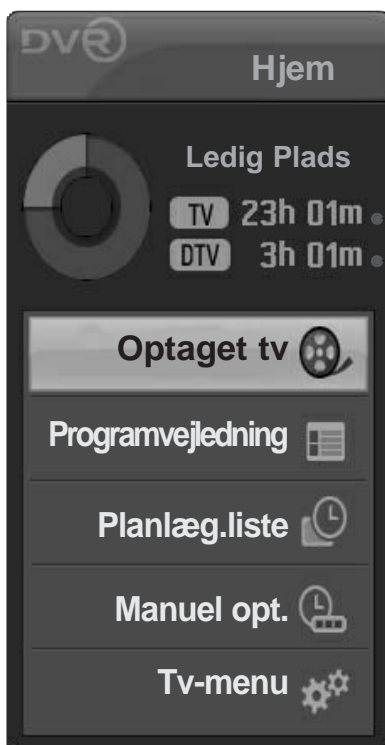 DVR
Hjem
Ledig Plads
TV 23h 01m
DTV 3h 01m
Optaget tv
Programvejledning
Planlæg.liste
Manuel opt.
Tv-menu